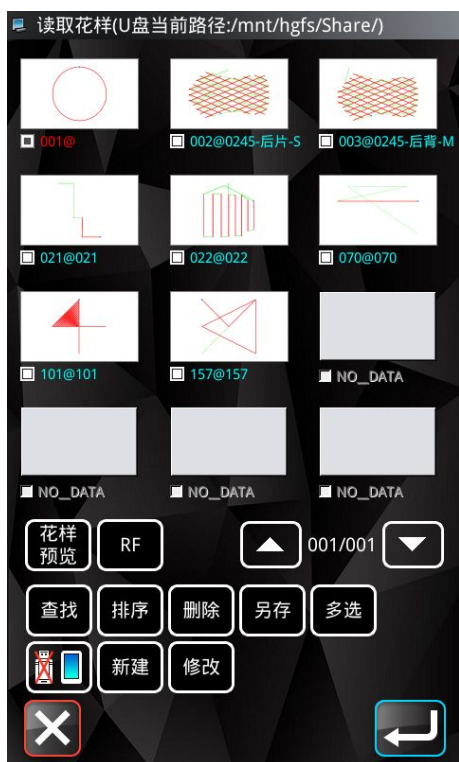 读取花样(U盘当前路径:/mnt/hgfs/Share/)
001@ 002@0245-后片-S 003@0245-后背-M
021@021 022@022 070@070
101@101 157@157 NO_DATA
NO_DATA NO_DATA NO_DATA
花样
预览 RF 001/001
查找 排序 删除 另存 多选
新建 修改